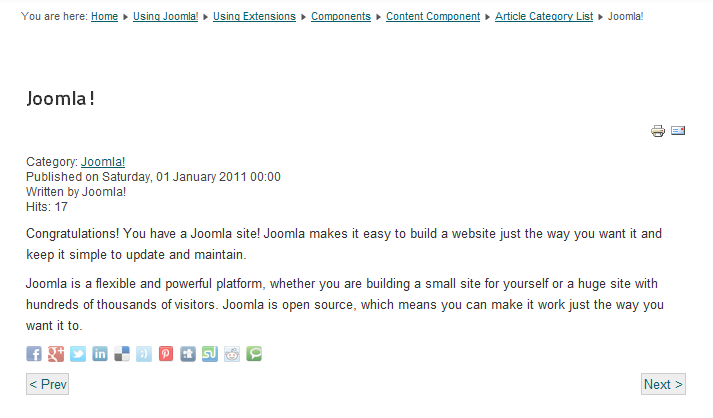 You are here: Home ▸ Using Joomla! ▸ Using Extensions ▸ Components ▸ Content Component ▸ Article Category List ▸ Joomla!
Joomla!
Category: Joomla!
Published on Saturday, 01 January 2011 00:00
Written by Joomla!
Hits: 17
Congratulations! You have a Joomla site! Joomla makes it easy to build a website just the way you want it and
keep it simple to update and maintain.
Joomla is a flexible and powerful platform, whether you are building a small site for yourself or a huge site with
hundreds of thousands of visitors. Joomla is open source, which means you can make it work just the way you
want it to.
< Prev
Next >